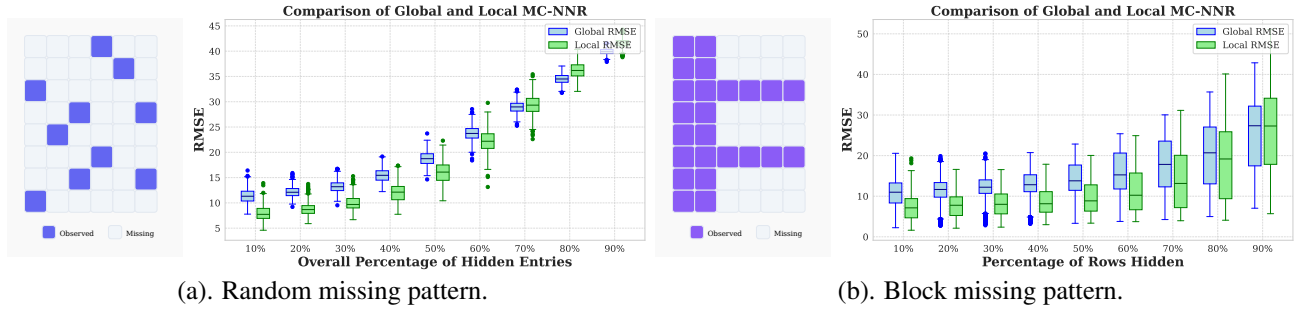 Comparison of Global and Local MC-NNR
Global RMSE
Local RMSE
RMSE
45
40
35
30
25
20
15
10
5
10% 20% 30% 40% 50% 60% 70% 80% 90%
Overall Percentage of Hidden Entries
Observed Missing
(a). Random missing pattern.
Comparison of Global and Local MC-NNR
Global RMSE
Local RMSE
RMSE
50
40
30
20
10
0
10% 20% 30% 40% 50% 60% 70% 80% 90%
Percentage of Rows Hidden
Observed Missing
(b). Block missing pattern.